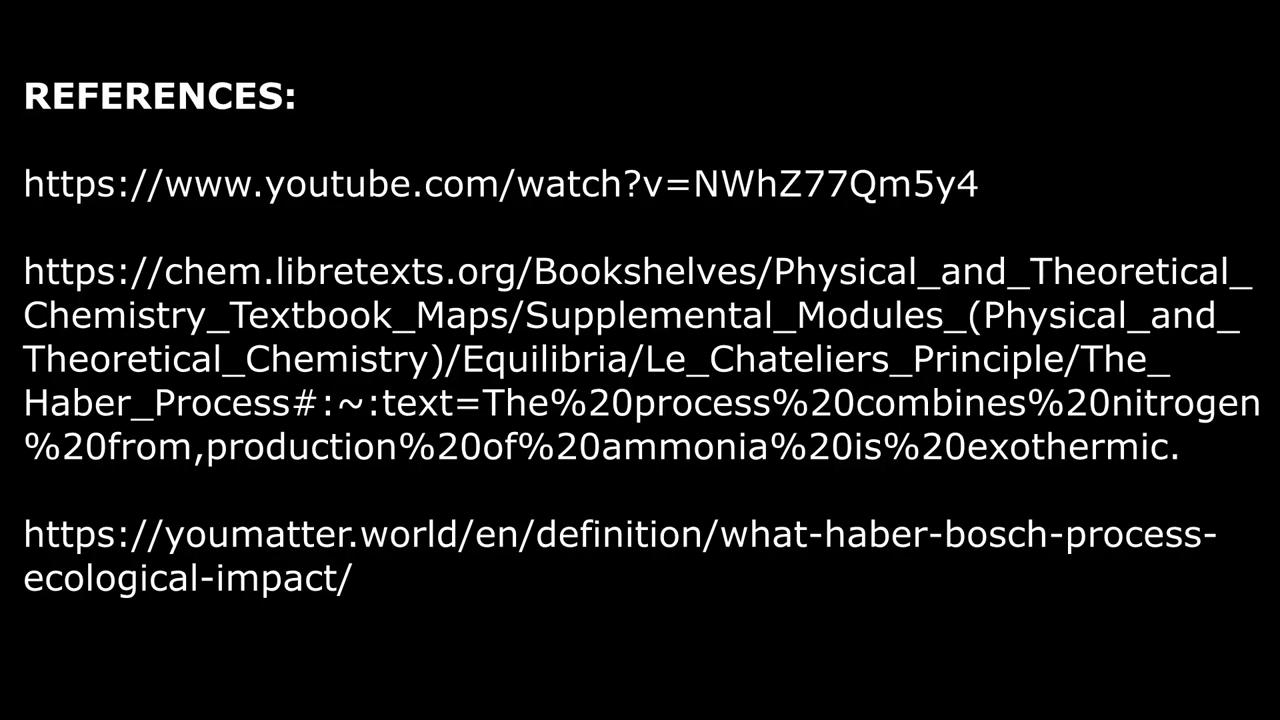 REFERENCES:
https://www.youtube.com/watch?v=NWhZ77Qm5y4
https://chem.libretexts.org/Bookshelves/Physical_and_Theoretical_
Chemistry_Textbook_Maps/Supplemental_Modules_(Physical_and_
Theoretical_Chemistry)/Equilibria/Le_Chateliers_Principle/The_
Haber_Process#:~:text=The%20process%20combines%20nitrogen
%20from,production%20of%20ammonia%20is%20exothermic.
https://youmatter.world/en/definition/what-haber-bosch-process-
ecological-impact/